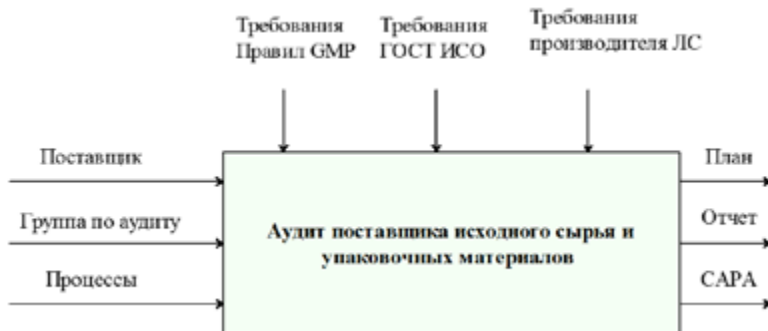 Требования
Правил GMP
Требования
ГОСТ ИСО
Требования
производителя ЛС
Поставщик
Группа по аудиту
Процессы
Аудит поставщика исходного сырья и
упаковочных материалов
План
Отчет
САРА